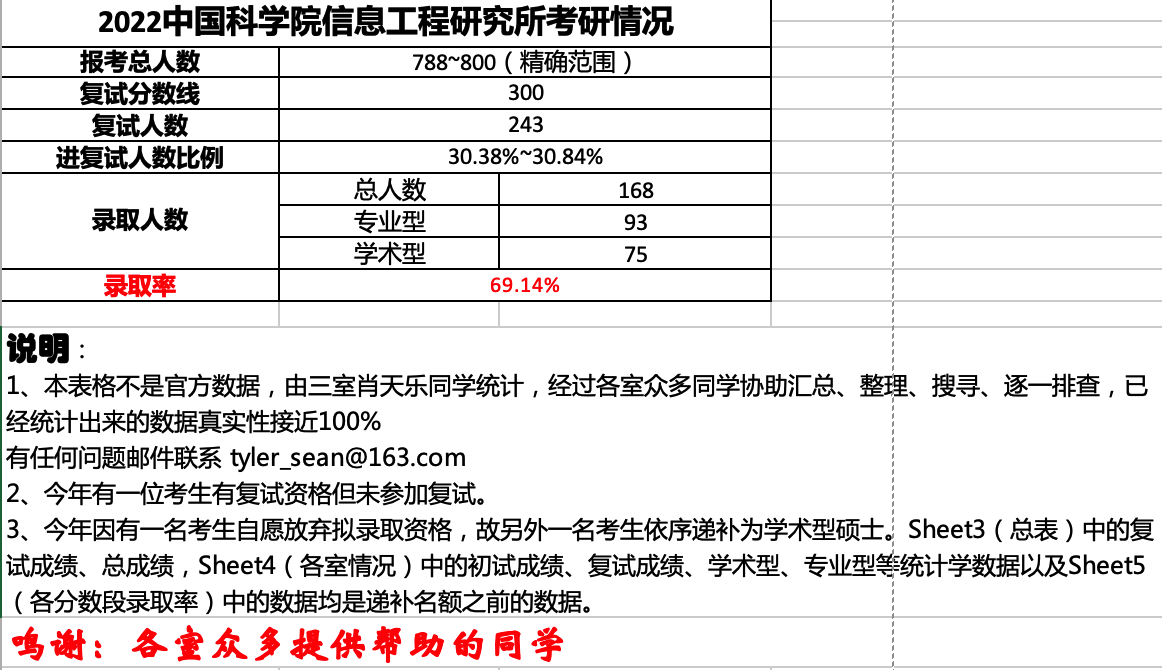 2022中国科学院信息工程研究所考研情况
报考总人数 788~800（精确范围）
复试分数线 300
复试人数 243
进复试人数比例 30.38%~30.84%
录取人数 总人数 168
专业型 93
学术型 75
录取率 69.14%
说明：
1、本表格不是官方数据，由三室肖天乐同学统计，经过各室众多同学协助汇总、整理、搜寻、逐一排查，已
经统计出来的数据真实性接近100%
有任何问题邮件联系 tyler_sean@163.com
2、今年有一位考生有复试资格但未参加复试。
3、今年因有一名考生自愿放弃拟录取资格，故另外一名考生依序递补为学术型硕士。Sheet3（总表）中的复
试成绩、总成绩，Sheet4（各室情况）中的初试成绩、复试成绩、学术型、专业型等统计学数据以及Sheet5
（各分数段录取率）中的数据均是递补名额之前的数据。
鸣谢：各室众多提供帮助的同学